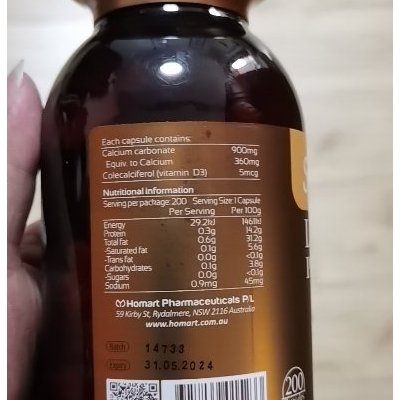 Each capsule contains:
Calcium carbonate 900mg
Equiv. to Calcium 360mg
Colecalciferol (vitamin D3) 5mcg
Nutritional Information
Serving per package: 200 Serving Size: 1 Capsule
Per Serving Per 100g
Energy 29.2kJ 1461kJ
Protein 0.3g 14.2g
Total fat 0.6g 31.2g
-Saturated fat 0.1g 5.6g
-Trans fat 0.0g <0.1g
Carbohydrates 0.1g 3.8g
-Sugars 0.0g <0.1g
Sodium 0.9mg 45mg
Homart Pharmaceuticals P/L
59 Kirby St, Rydalmere, NSW 2116 Australia
www.homart.com.au
Batch 14733
Expiry 31.05.2024
200